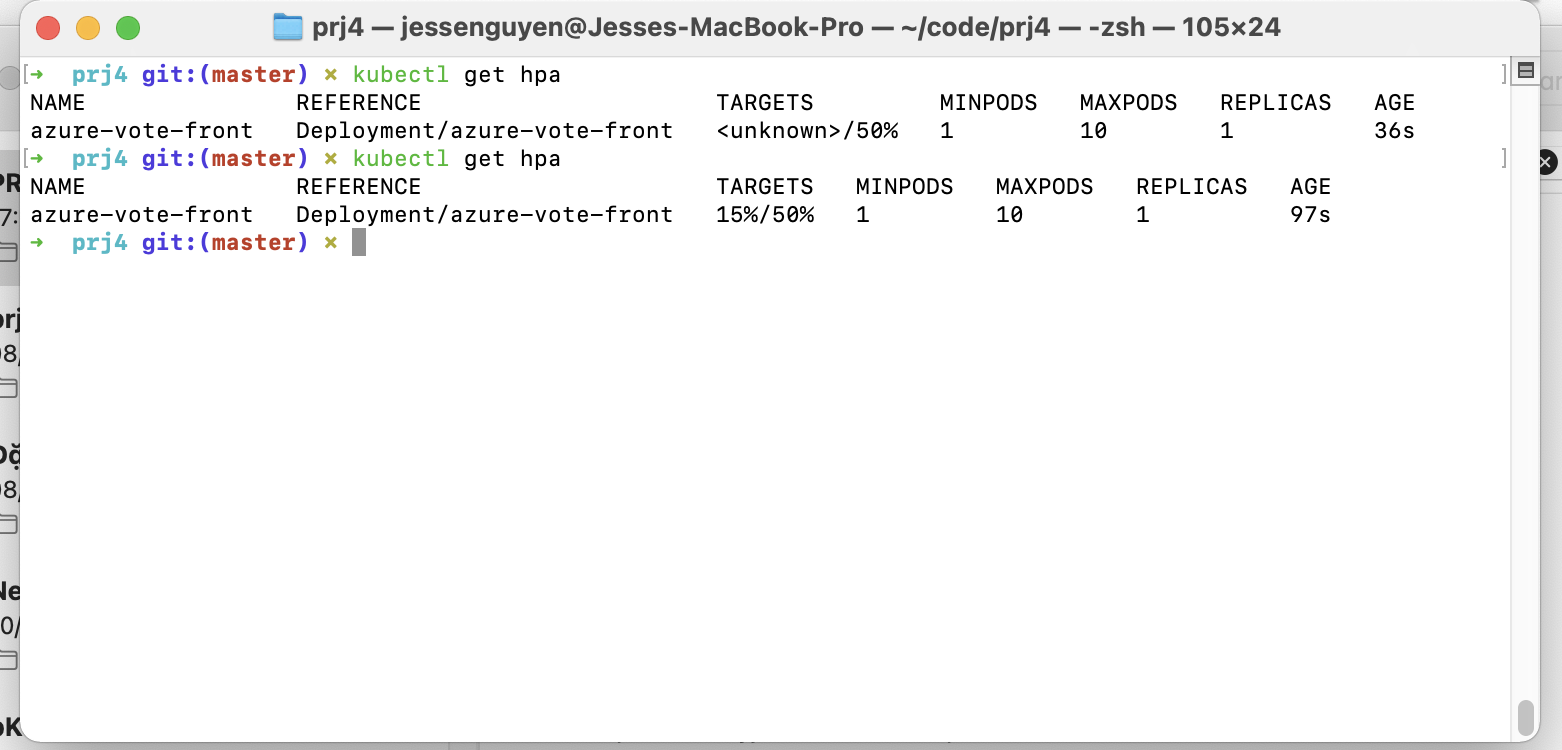 prj4 — jessenguyen@Jesses-MacBook-Pro — ~/code/prj4 — -zsh — 105×24
[➜  prj4 git:(master) × kubectl get hpa ]
NAME REFERENCE TARGETS MINPODS MAXPODS REPLICAS AGE
azure-vote-front Deployment/azure-vote-front <unknown>/50% 1 10 1 36s
[➜  prj4 git:(master) × kubectl get hpa ]
NAME REFERENCE TARGETS MINPODS MAXPODS REPLICAS AGE
azure-vote-front Deployment/azure-vote-front 15%/50% 1 10 1 97s
➜  prj4 git:(master) ×